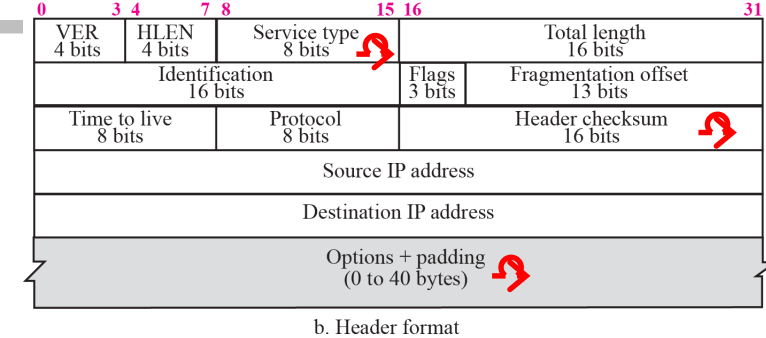 0 3 4 7 8 15 16 31
VER HLEN Service type Total length
4 bits 4 bits 8 bits 16 bits
Identification Flags Fragmentation offset
16 bits 3 bits 13 bits
Time to live Protocol Header checksum
8 bits 8 bits 16 bits
Source IP address
Destination IP address
Options + padding
(0 to 40 bytes)
b. Header format